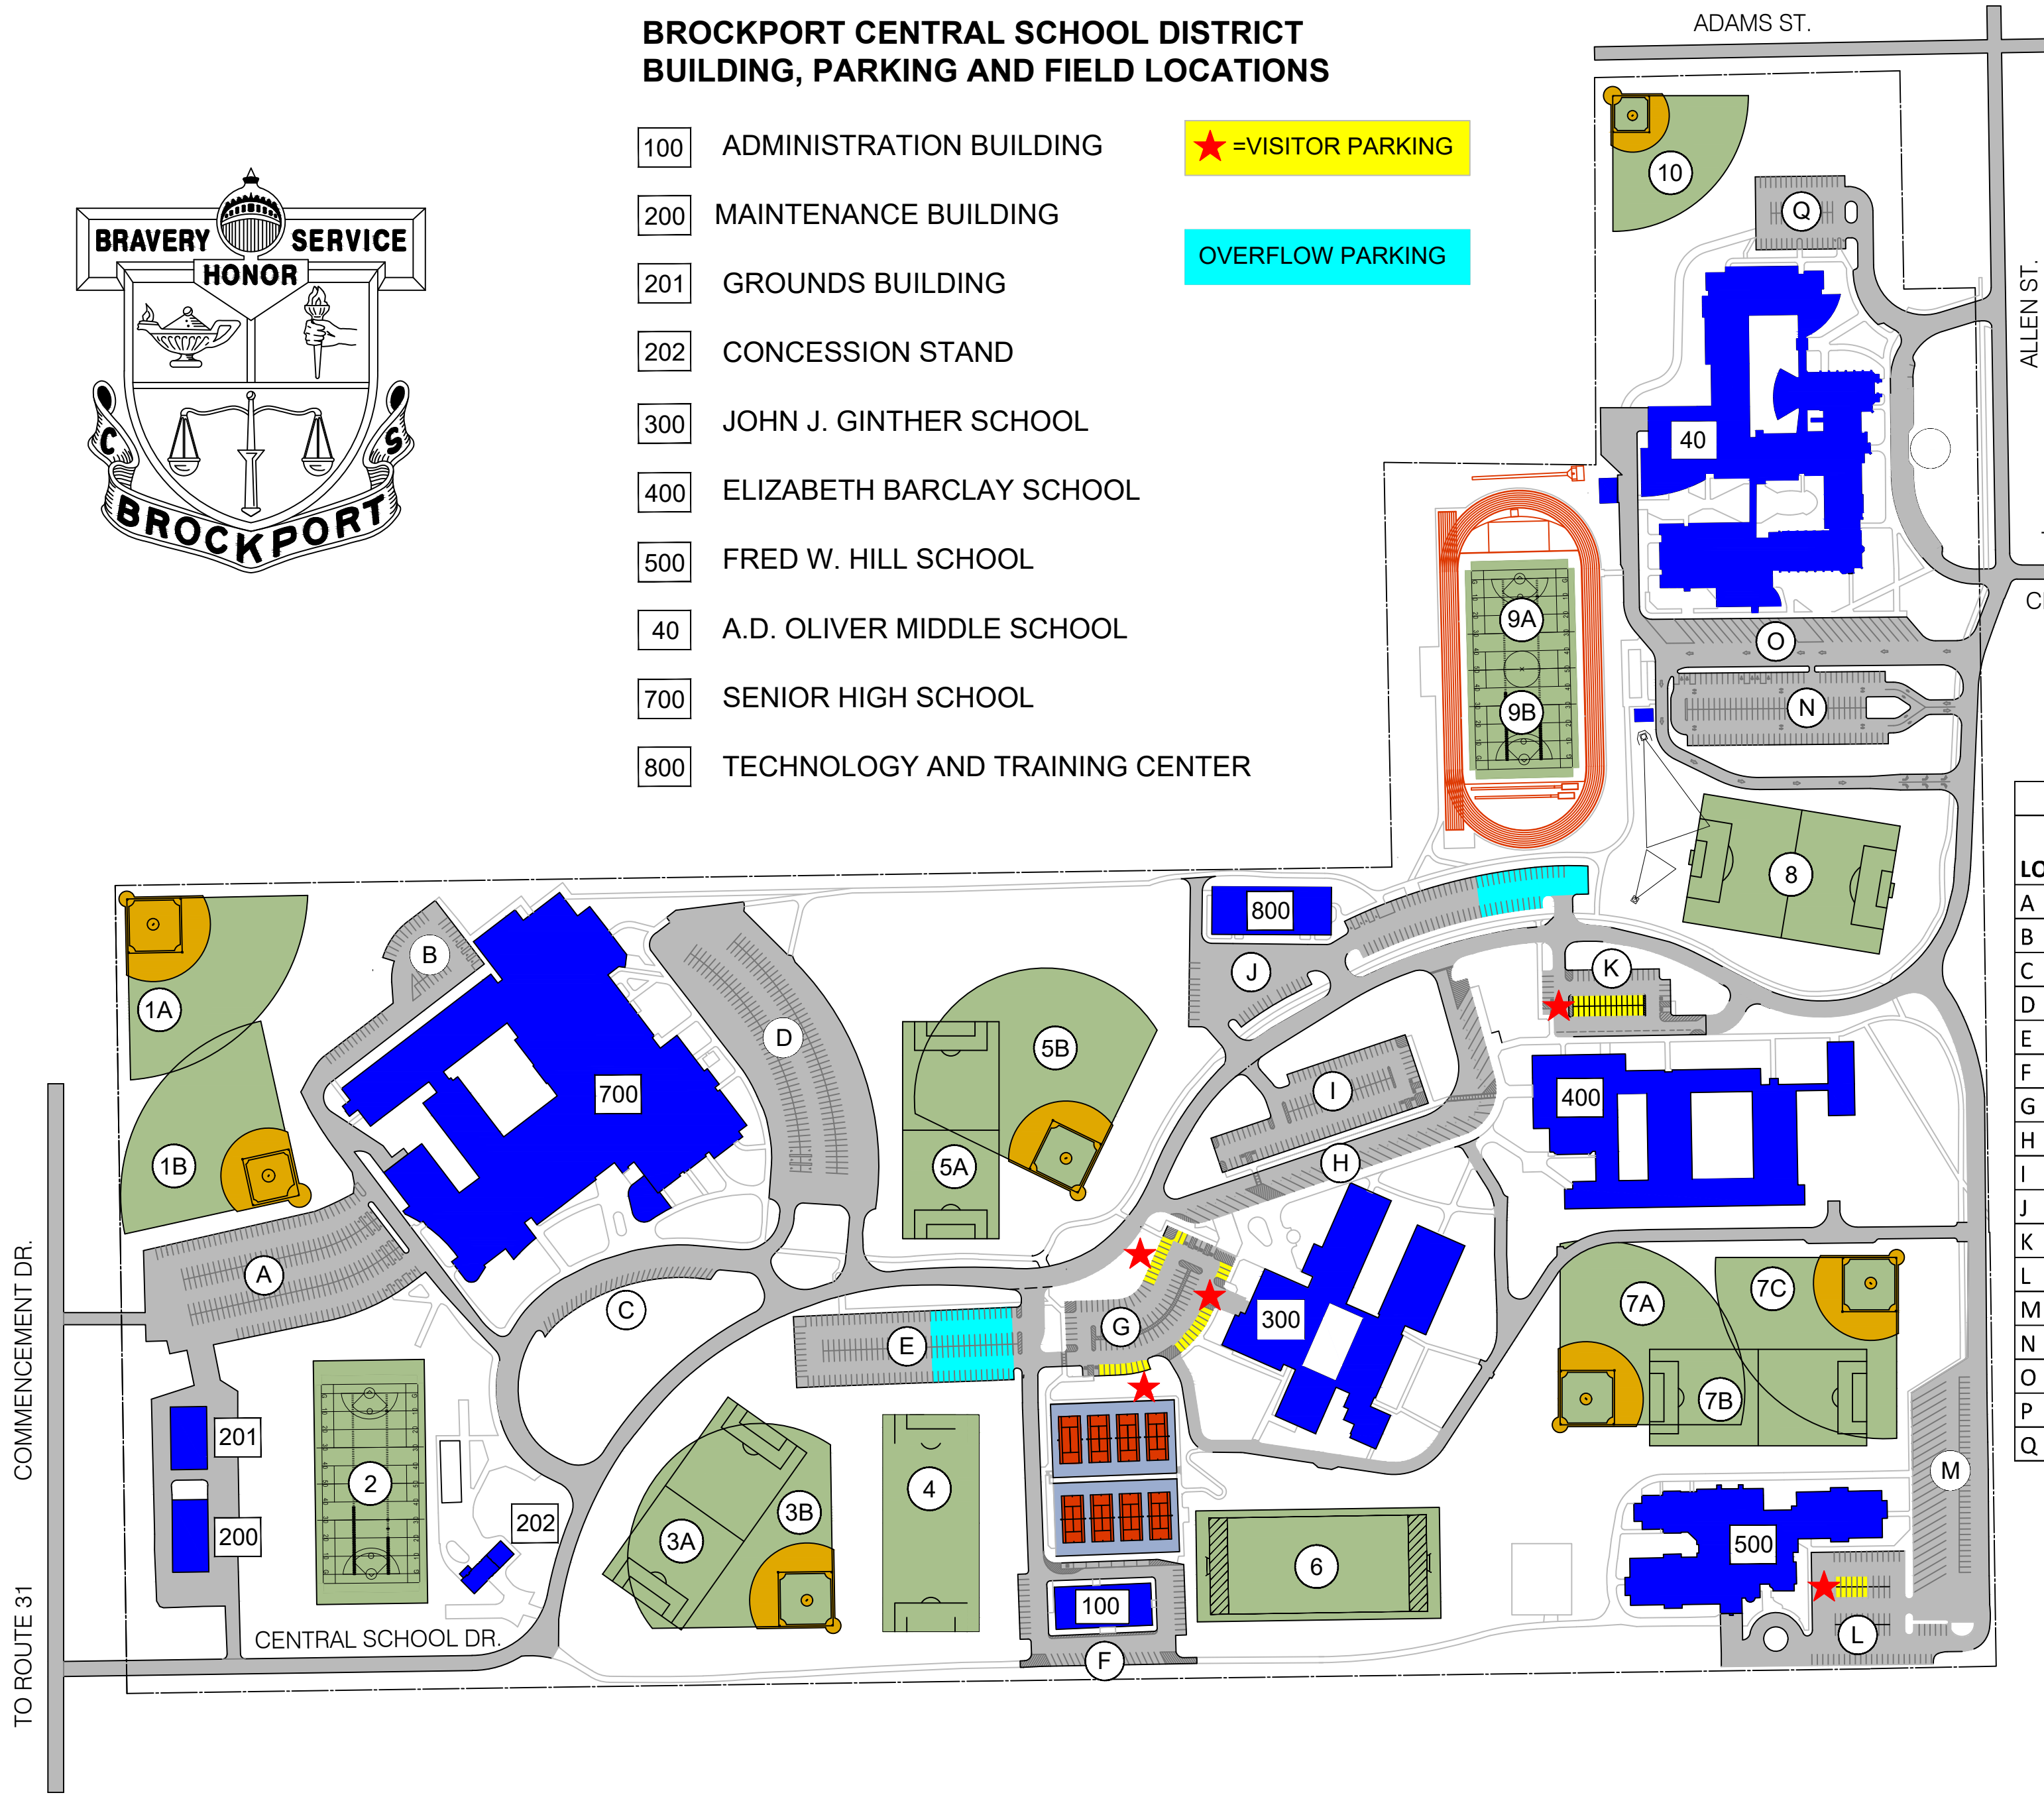 BROCKPORT CENTRAL SCHOOL DISTRICT
BUILDING, PARKING AND FIELD LOCATIONS
100 ADMINISTRATION BUILDING
200 MAINTENANCE BUILDING
201 GROUNDS BUILDING
202 CONCESSION STAND
300 JOHN J. GINTHER SCHOOL
400 ELIZABETH BARCLAY SCHOOL
500 FRED W. HILL SCHOOL
40 A.D. OLIVER MIDDLE SCHOOL
700 SENIOR HIGH SCHOOL
800 TECHNOLOGY AND TRAINING CENTER
=VISITOR PARKING
OVERFLOW PARKING
BRAVERY SERVICE
HONOR
C S
BROCKPORT
ADAMS ST.
ALLEN ST.
10
Q
40
O
N
9A
9B
8
800
J
K
I
H
400
B
1A
1B
700
D
5B
5A
A
C
E
G
300
7A
7C
7B
M
201
200
2
202
3A
3B
4
6
100
F
500
L
CENTRAL SCHOOL DR.
COMMENCEMENT DR.
TO ROUTE 31
A
B
C
D
E
F
G
H
I
J
K
L
M
N
O
P
Q